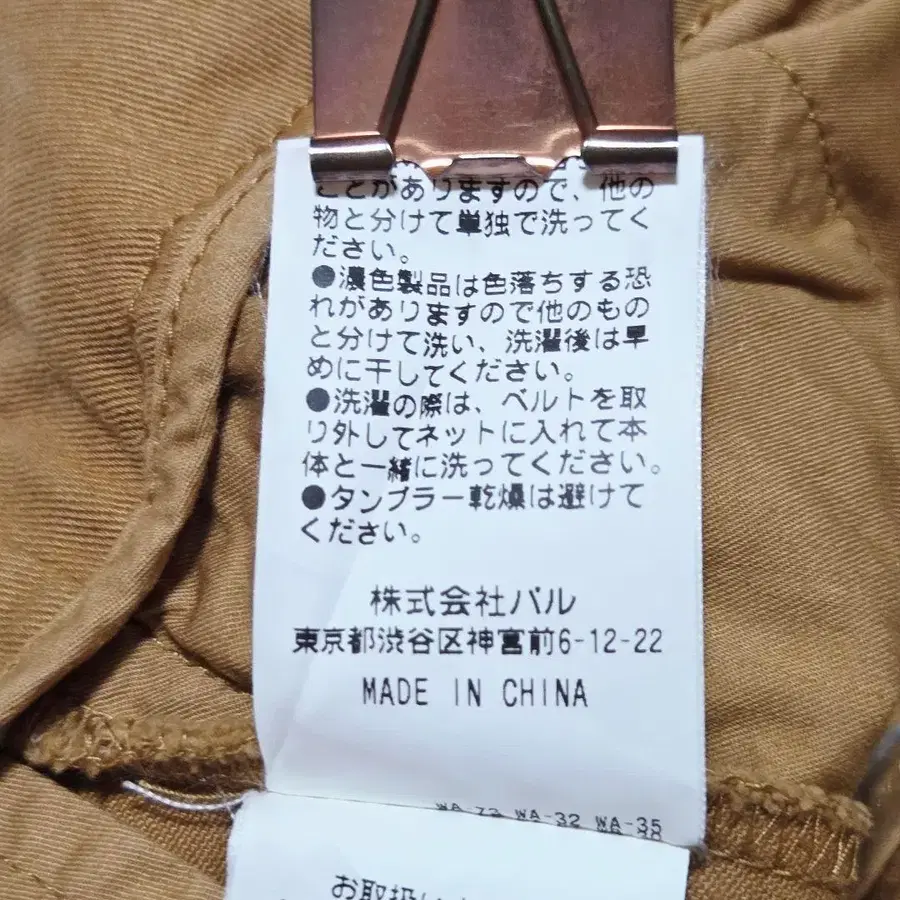 ことがありますので、他の
物と分けて単独で洗ってく
ださい。
●濃色製品は色落ちする恐
れがありますので他のもの
と分けて洗い、洗濯後は早
めに干してください。
●洗濯の際は、ベルトを取
り外してネットに入れて本
体と一緒に洗ってください。
●タンブラー乾燥は避けて
ください。
株式会社パル
東京都渋谷区神宮前6-12-22
MADE IN CHINA
WA-32 WA-35
お取扱い